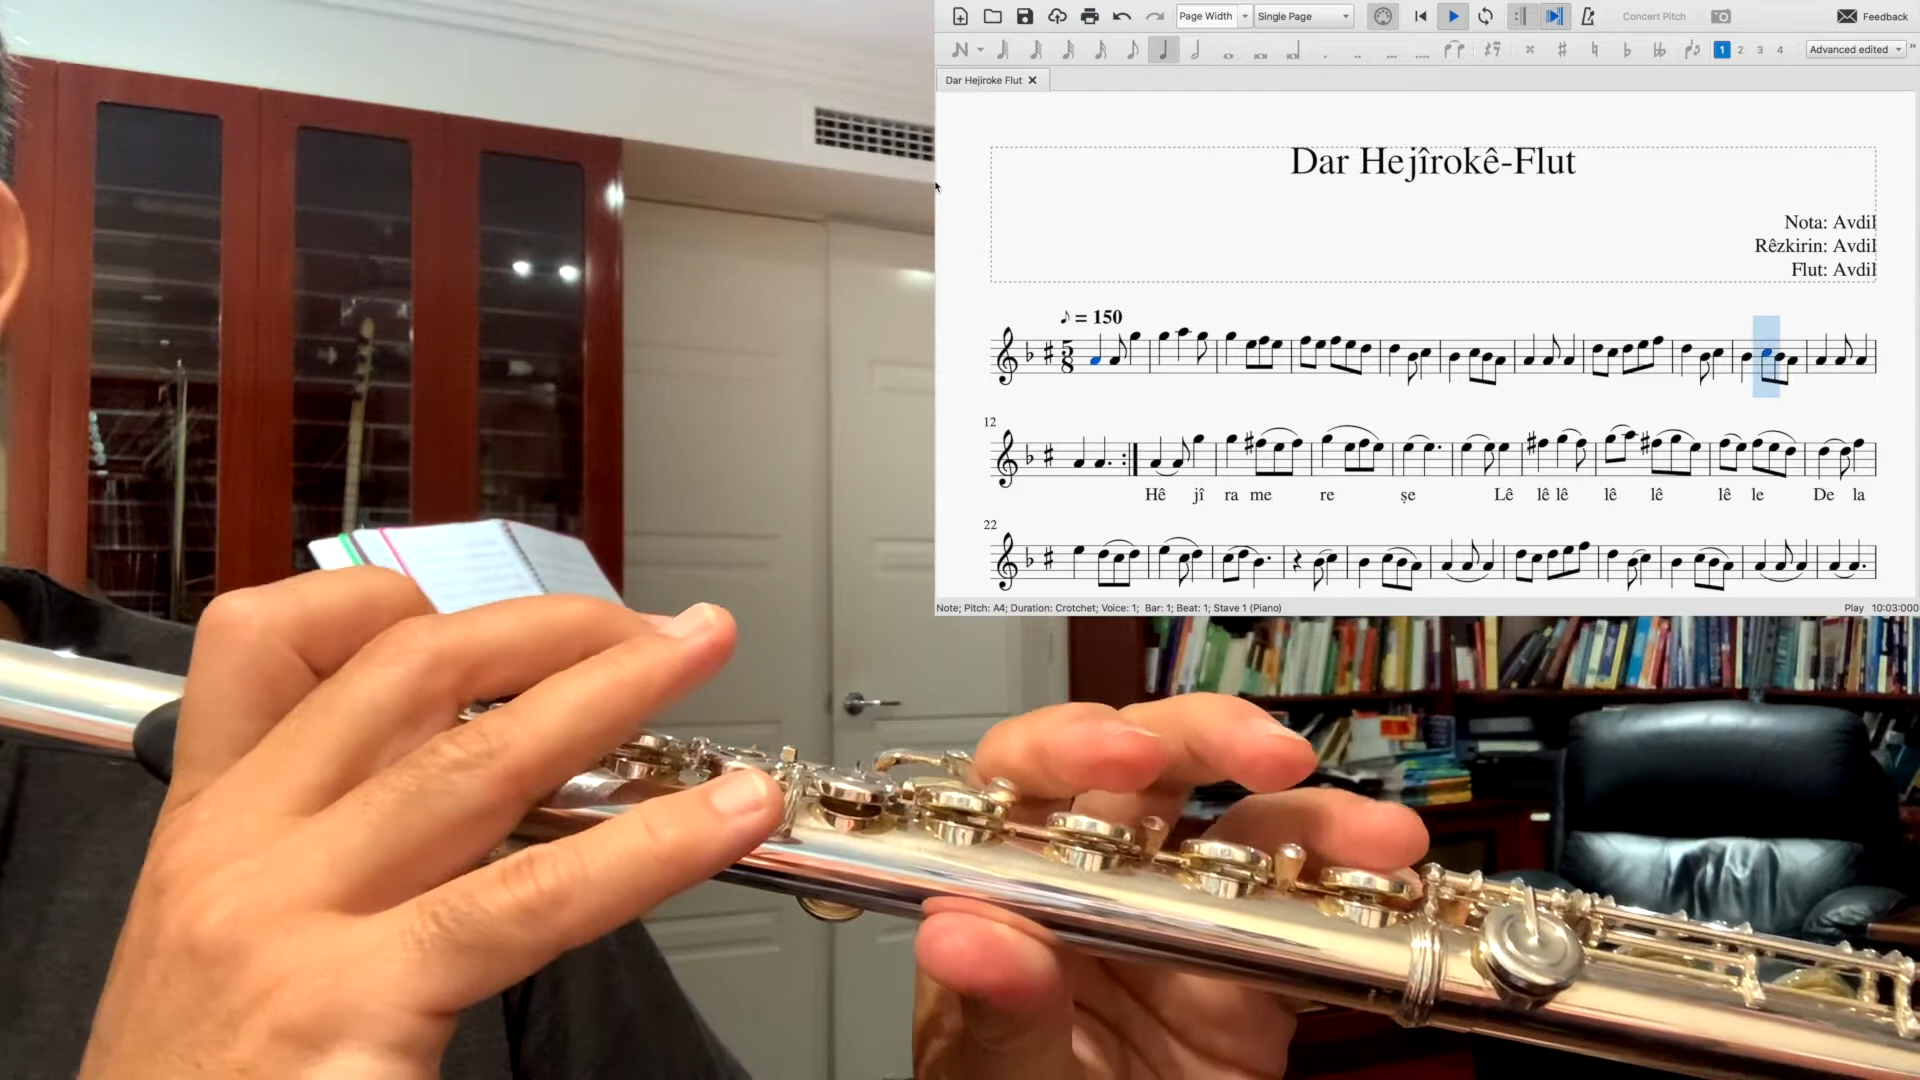 Page Width
Single Page
Concert Pitch
Feedback
1 2 3 4
Advanced edited
Dar Hejîroke Flut
Dar Hejîrokê-Flut
Nota: Avdil
Rêzkirin: Avdil
Flut: Avdil
♪ = 150
5
8
12
Hê jî ra me re şe Lê lê lê lê lê lê le De la
22
Note; Pitch: A4; Duration: Crotchet; Voice: 1; Bar: 1; Beat: 1; Stave 1 (Piano)
Play 10:03:000